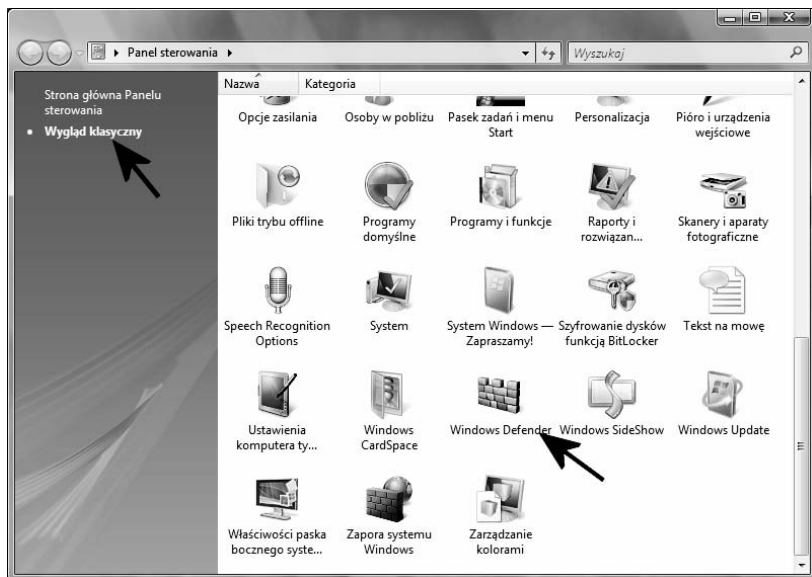 Panel sterowania
Wyszukaj
Strona główna Panelu
sterowania
Wygląd klasyczny
Nazwa Kategoria
Opcje zasilania
Osoby w pobliżu
Pasek zadań i menu
Start
Personalizacja
Pióro i urządzenia
wejściowe
Pliki trybu offline
Programy
domyślne
Programy i funkcje
Raporty i
rozwiązan...
Skanery i aparaty
fotograficzne
Speech Recognition
Options
System
System Windows —
Zapraszamy!
Szyfrowanie dysków
funkcją BitLocker
Tekst na mowę
Ustawienia
komputera ty...
Windows
CardSpace
Windows Defender
Windows SideShow
Windows Update
Właściwości paska
bocznego syste...
Zapora systemu
Windows
Zarządzanie
kolorami